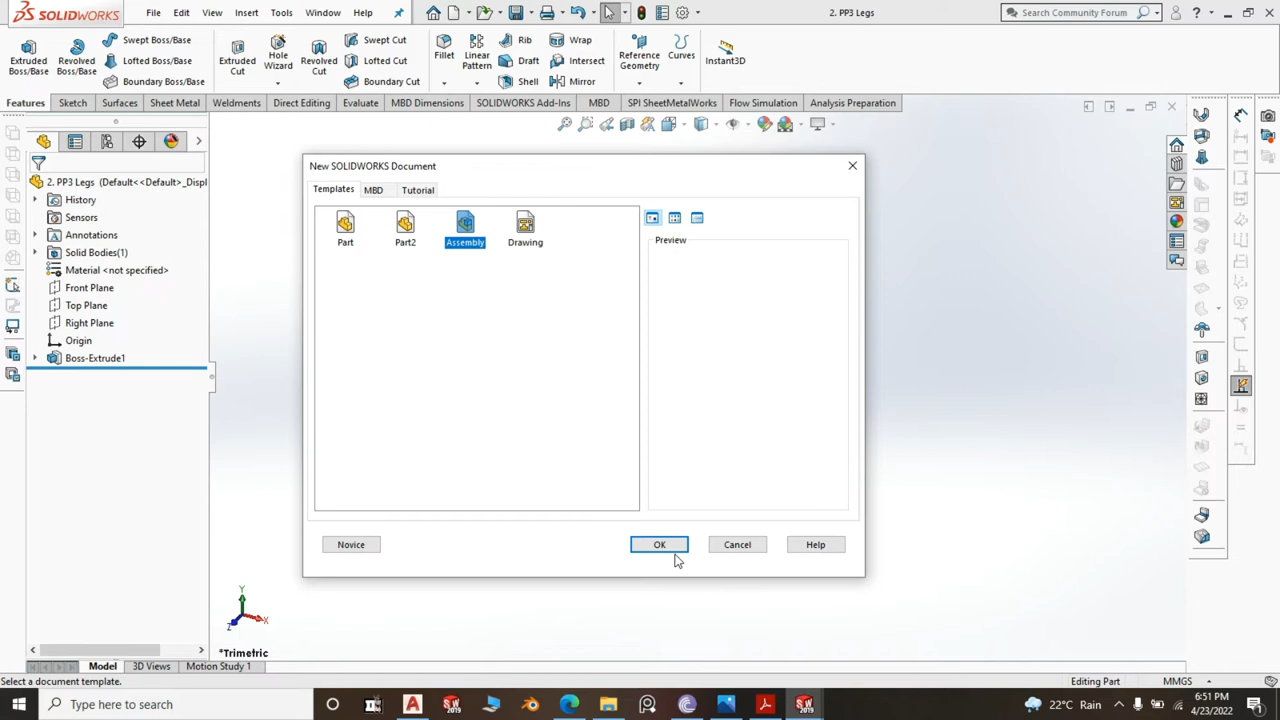 SOLIDWORKS File Edit View Insert Tools Window Help 2. PP3 Legs Search Community Forum
Extruded Boss/Base Revolved Boss/Base Swept Boss/Base Lofted Boss/Base Boundary Boss/Base Extruded Cut Hole Wizard Revolved Cut Swept Cut Lofted Cut Boundary Cut Fillet Linear Pattern Rib Draft Shell Wrap Intersect Mirror Reference Geometry Curves Instant3D
Features Sketch Surfaces Sheet Metal Weldments Direct Editing Evaluate MBD Dimensions SOLIDWORKS Add-Ins MBD SPI SheetMetalWorks Flow Simulation Analysis Preparation
2. PP3 Legs (Default<<Default>_Displ
History
Sensors
Annotations
Solid Bodies(1)
Material <not specified>
Front Plane
Top Plane
Right Plane
Origin
Boss-Extrude1
New SOLIDWORKS Document
Templates MBD Tutorial
Part Part2 Assembly Drawing
Preview
Novice OK Cancel Help
Y
X
Z
*Trimetric
Model 3D Views Motion Study 1
Select a document template. Editing Part MMGS
Type here to search 22°C Rain 6:51 PM
4/23/2022